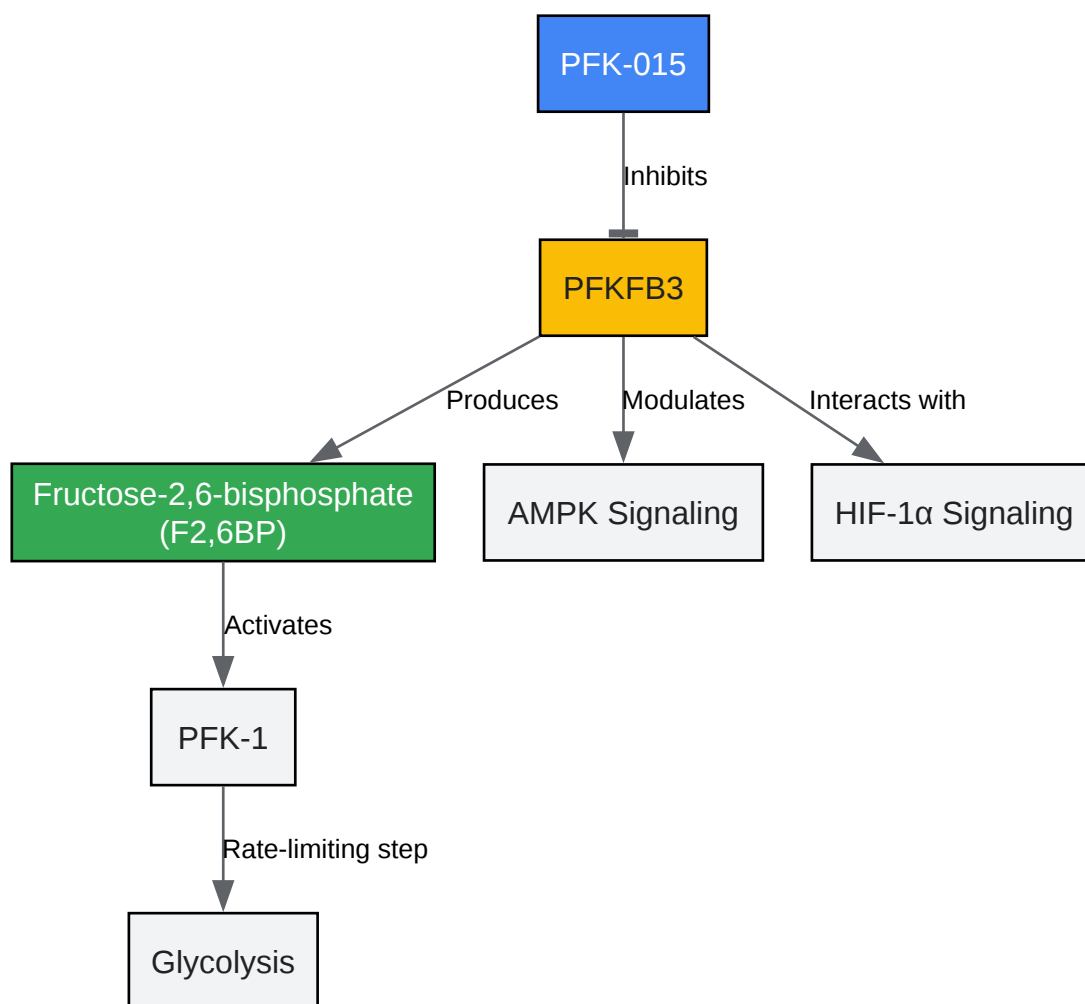 PFK-015
Inhibits
PFKFB3
Produces
Modulates
Interacts with
Fructose-2,6-bisphosphate
(F2,6BP)
AMPK Signaling
HIF-1α Signaling
Activates
PFK-1
Rate-limiting step
Glycolysis